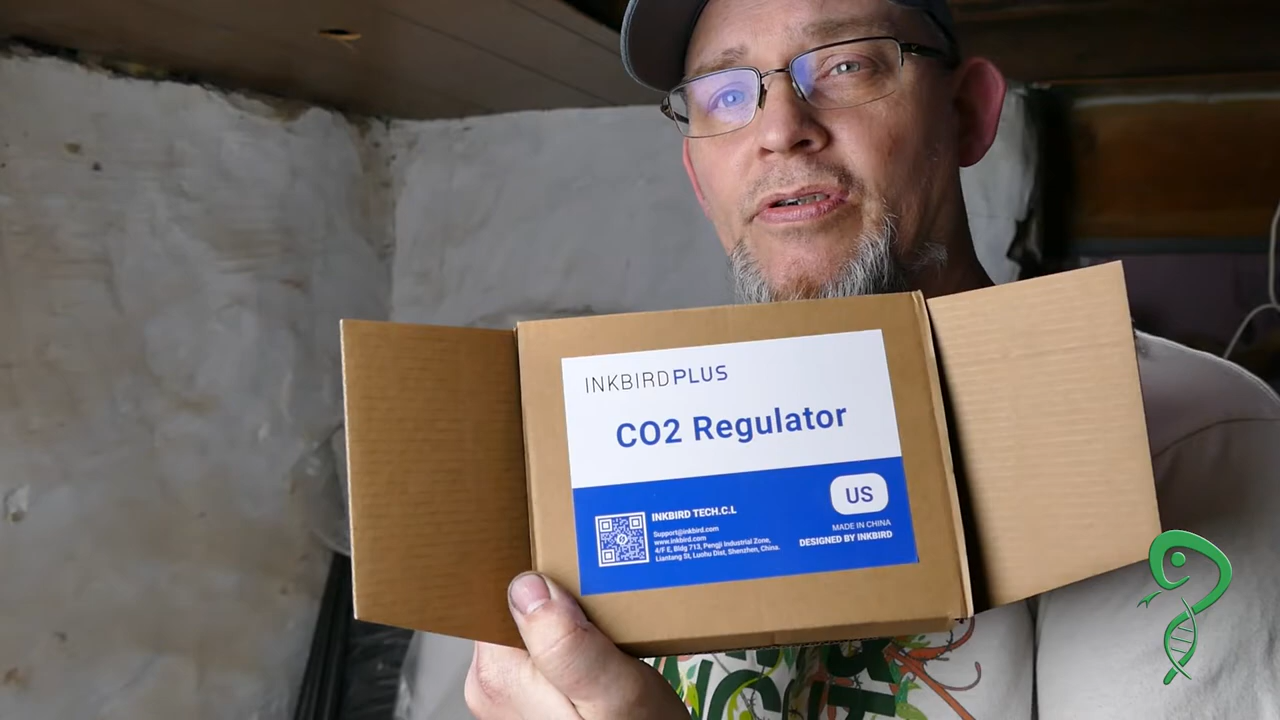 INKBIRDPLUS
CO2 Regulator
US
INKBIRD TECH.C.L
Support@inkbird.com
www.inkbird.com
4/F E, Bldg 713, Pengji Industrial Zone,
Liantang St, Luohu Dist, Shenzhen, China.
MADE IN CHINA
DESIGNED BY INKBIRD